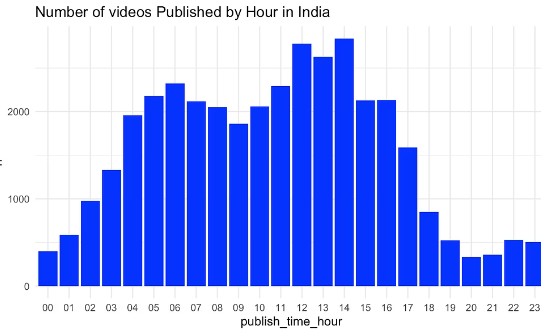 Number of videos Published by Hour in India
2000
1000
0
00 01 02 03 04 05 06 07 08 09 10 11 12 13 14 15 16 17 18 19 20 21 22 23
publish_time_hour